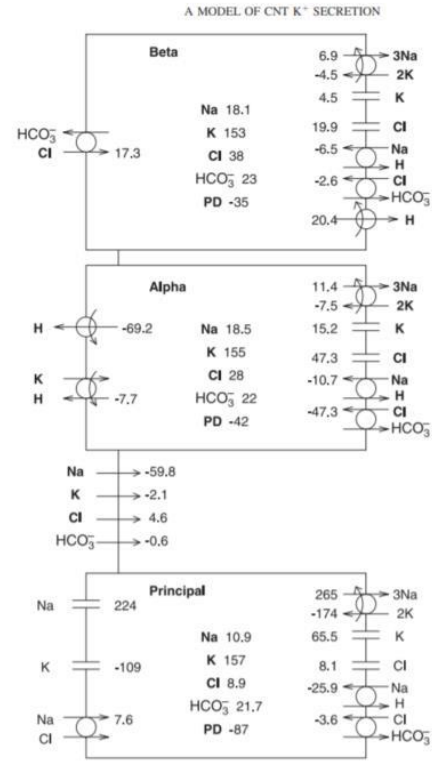 A MODEL OF CNT K⁺ SECRETION
Beta
6.9 3Na
-4.5 2K
4.5 K
Na 18.1
K 153
19.9 Cl
HCO₃⁻
Cl 17.3
Cl 38
-6.5 Na
H
HCO₃⁻ 23
-2.6 Cl
HCO₃⁻
PD -35
20.4 H
Alpha
11.4 3Na
-7.5 2K
H -69.2
Na 18.5
15.2 K
K 155
47.3 Cl
K
H -7.7
Cl 28
-10.7 Na
H
HCO₃⁻ 22
-47.3 Cl
HCO₃⁻
PD -42
Na -59.8
K -2.1
Cl 4.6
HCO₃⁻ -0.6
Principal
265 3Na
-174 2K
Na 224
Na 10.9
65.5 K
K -109
K 157
8.1 Cl
Cl 8.9
-25.9 Na
H
HCO₃⁻ 21.7
Na 7.6
Cl
PD -87
-3.6 Cl
HCO₃⁻